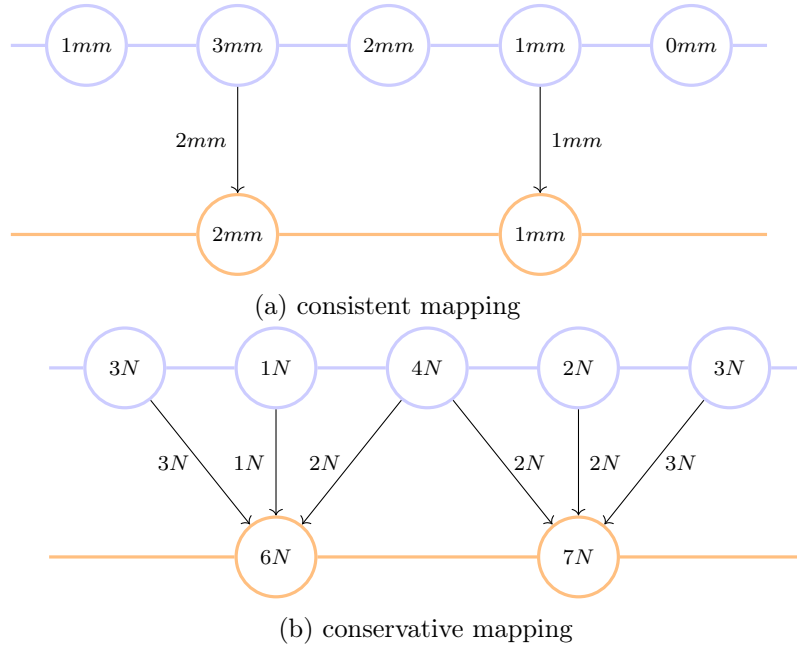 1mm 3mm 2mm 1mm 0mm
2mm 1mm
2mm 1mm
(a) consistent mapping
3N 1N 4N 2N 3N
3N 1N 2N 2N 2N 3N
6N 7N
(b) conservative mapping